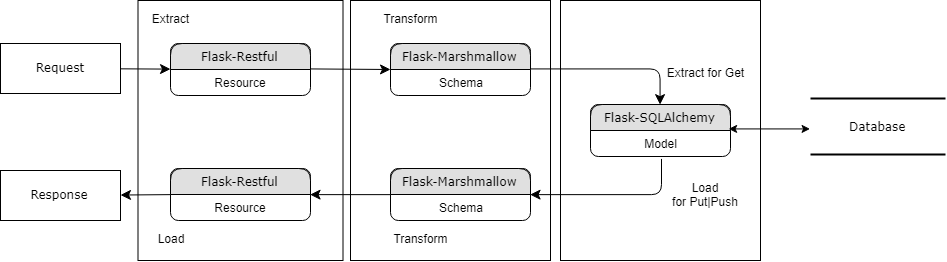 Extract
Transform
Request
Flask-Restful
Resource
Flask-Marshmallow
Schema
Extract for Get
Flask-SQLAlchemy
Model
Database
Response
Flask-Restful
Resource
Flask-Marshmallow
Schema
Load
for Put|Push
Load
Transform